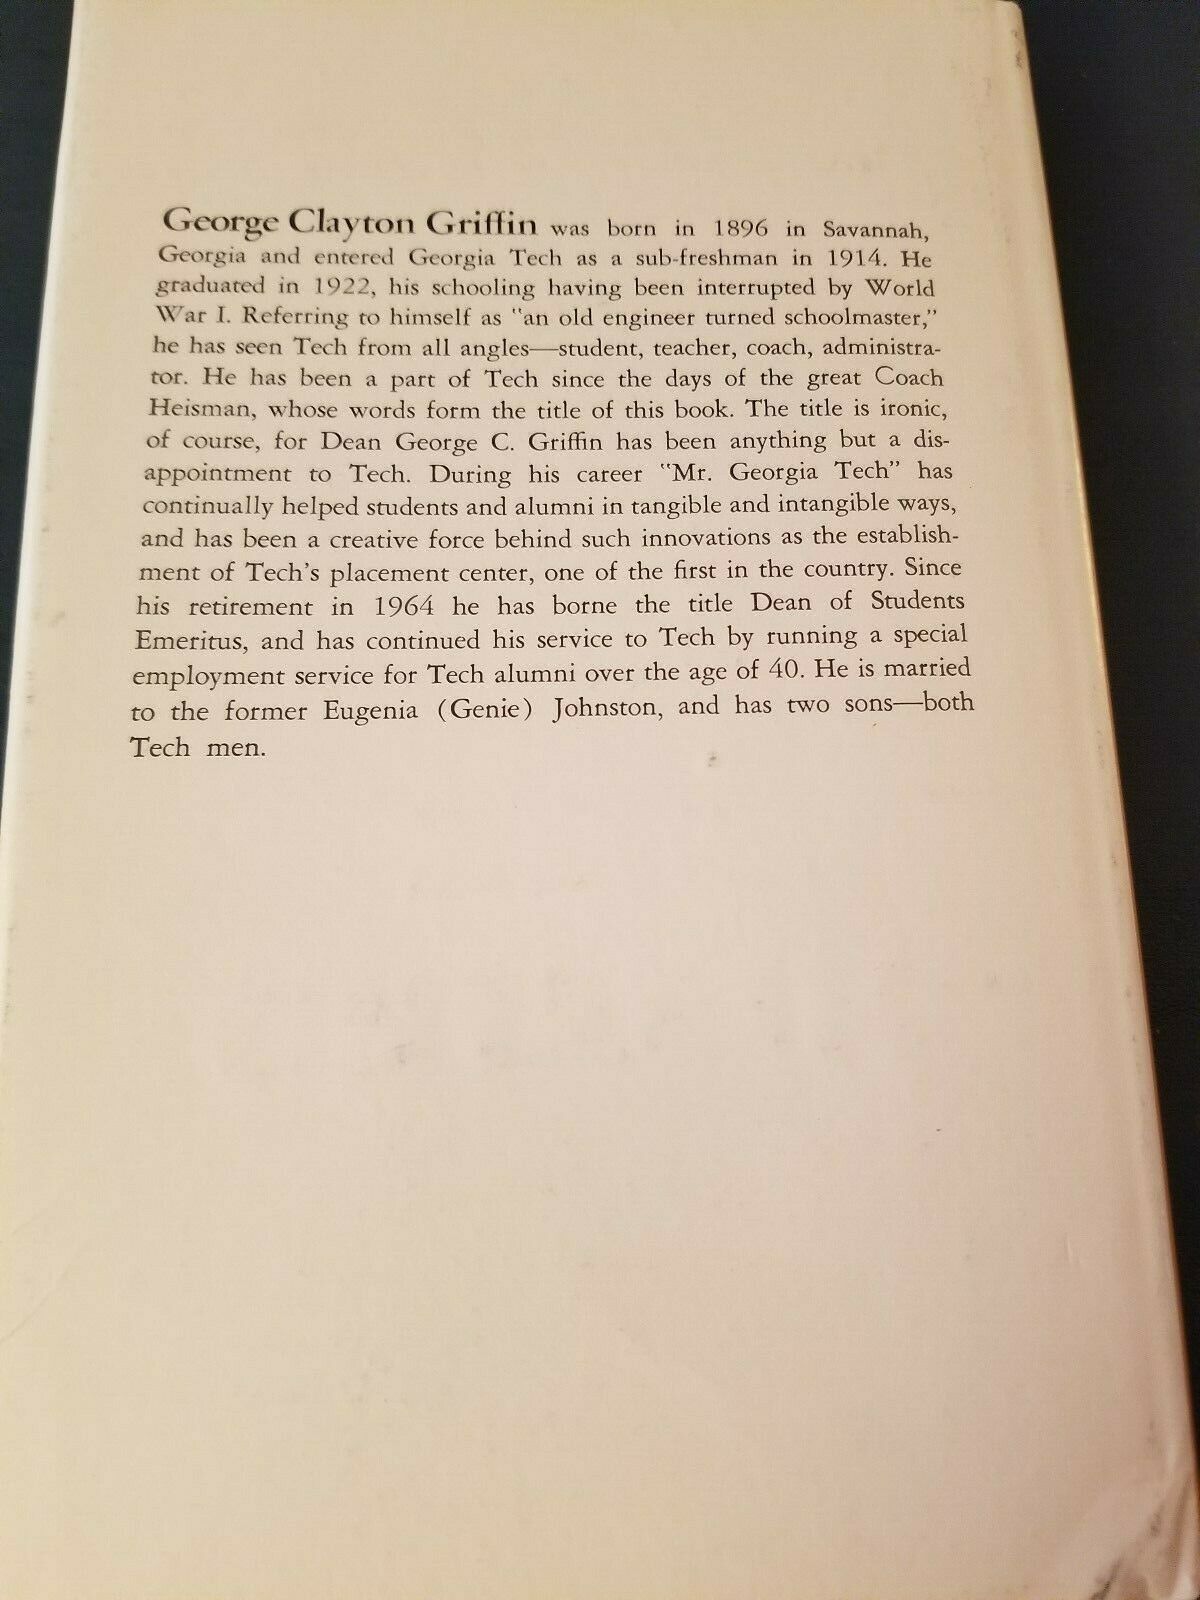 George Clayton Griffin was born in 1896 in Savannah,
Georgia and entered Georgia Tech as a sub-freshman in 1914. He
graduated in 1922, his schooling having been interrupted by World
War I. Referring to himself as "an old engineer turned schoolmaster,"
he has seen Tech from all angles—student, teacher, coach, administra-
tor. He has been a part of Tech since the days of the great Coach
Heisman, whose words form the title of this book. The title is ironic,
of course, for Dean George C. Griffin has been anything but a dis-
appointment to Tech. During his career "Mr. Georgia Tech" has
continually helped students and alumni in tangible and intangible ways,
and has been a creative force behind such innovations as the establish-
ment of Tech's placement center, one of the first in the country. Since
his retirement in 1964 he has borne the title Dean of Students
Emeritus, and has continued his service to Tech by running a special
employment service for Tech alumni over the age of 40. He is married
to the former Eugenia (Genie) Johnston, and has two sons—both
Tech men.